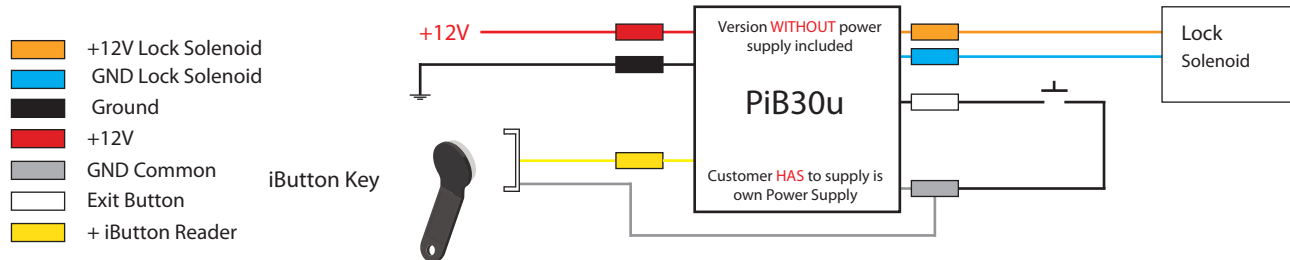 +12V Lock Solenoid
GND Lock Solenoid
Ground
+12V
GND Common
Exit Button
+ iButton Reader
+12V
iButton Key
Version WITHOUT power
supply included
PiB30u
Customer HAS to supply is
own Power Supply
Lock
Solenoid